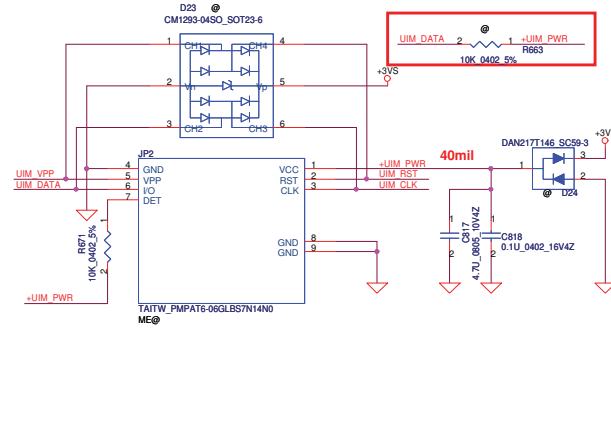 D23 @
CM1293-04SO_SOT23-6
1 CH1 CH4 4
2 Vn Vp 5
3 CH2 CH3 6
+3VS
@
UIM_DATA 2 1 +UIM_PWR
R663
10K_0402_5%
JP2
UIM_VPP
UIM_DATA
4 GND
5 VPP
6 I/O
7 DET
VCC 1 +UIM_PWR
RST 2 UIM_RST
CLK 3 UIM_CLK
GND 8
GND 9
40mil
DAN217T146_SC59-3
1 3
2
@ D24
1
R671
10K_0402_5%
2
+UIM_PWR
1
C817
4.7U_0805_10V4Z
2
1
C818
0.1U_0402_16V4Z
2
TAITW_PMPAT6-06GLBS7N14N0
ME@